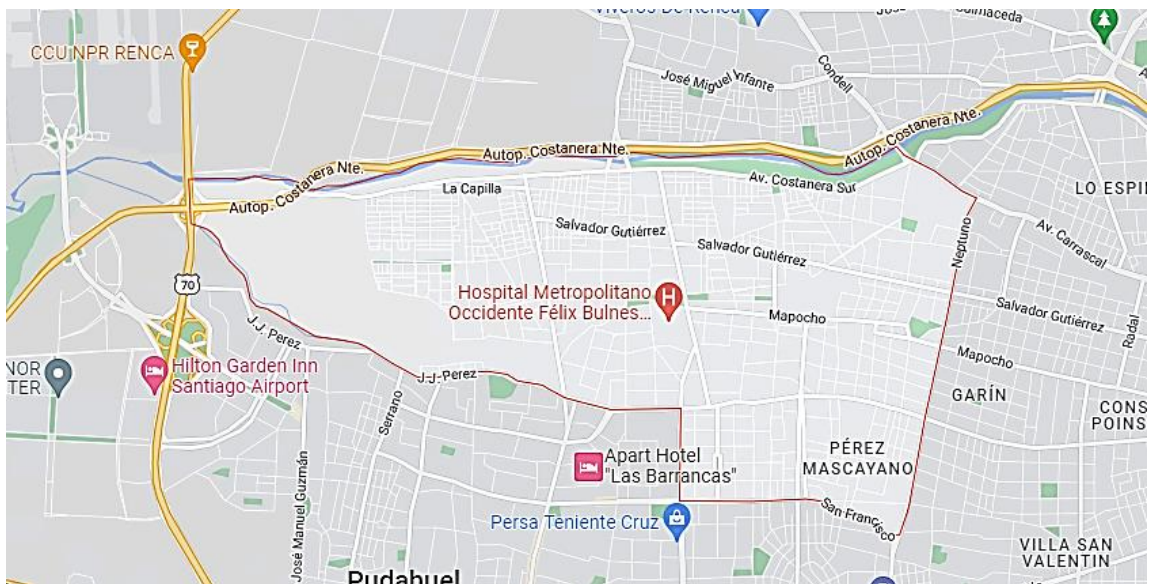 Viveros De Renca
José Miguel Infante
Condell
CCU NPR RENCA
Autop. Costanera Nte.
Autop. Costanera Nte.
Autop. Costanera Nte.
La Capilla
Av. Costanera Sur
LO ESPI
Neptuno
Av. Carrascal
Salvador Gutiérrez
Salvador Gutiérrez
Salvador Gutiérrez
70
Hospital Metropolitano
Occidente Félix Bulnes...
Mapocho
Mapocho
Radal
J.J. Perez
J.J. Perez
NOR
TER
Hilton Garden Inn
Santiago Airport
Serrano
GARÍN
CONS
POINS
PÉREZ
MASCAYANO
Apart Hotel
"Las Barrancas"
San Francisco
Persa Teniente Cruz
José Manuel Guzmán
VILLA SAN
VALENTIN
Pudahuel